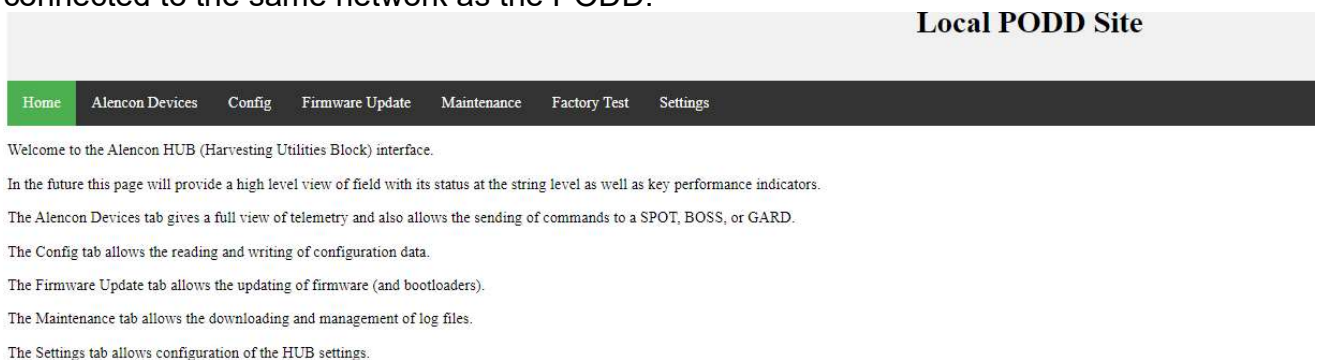 connected to the same network as the PODD.
Local PODD Site
Home Alencon Devices Config Firmware Update Maintenance Factory Test Settings
Welcome to the Alencon HUB (Harvesting Utilities Block) interface.
In the future this page will provide a high level view of field with its status at the string level as well as key performance indicators.
The Alencon Devices tab gives a full view of telemetry and also allows the sending of commands to a SPOT, BOSS, or GARD.
The Config tab allows the reading and writing of configuration data.
The Firmware Update tab allows the updating of firmware (and bootloaders).
The Maintenance tab allows the downloading and management of log files.
The Settings tab allows configuration of the HUB settings.